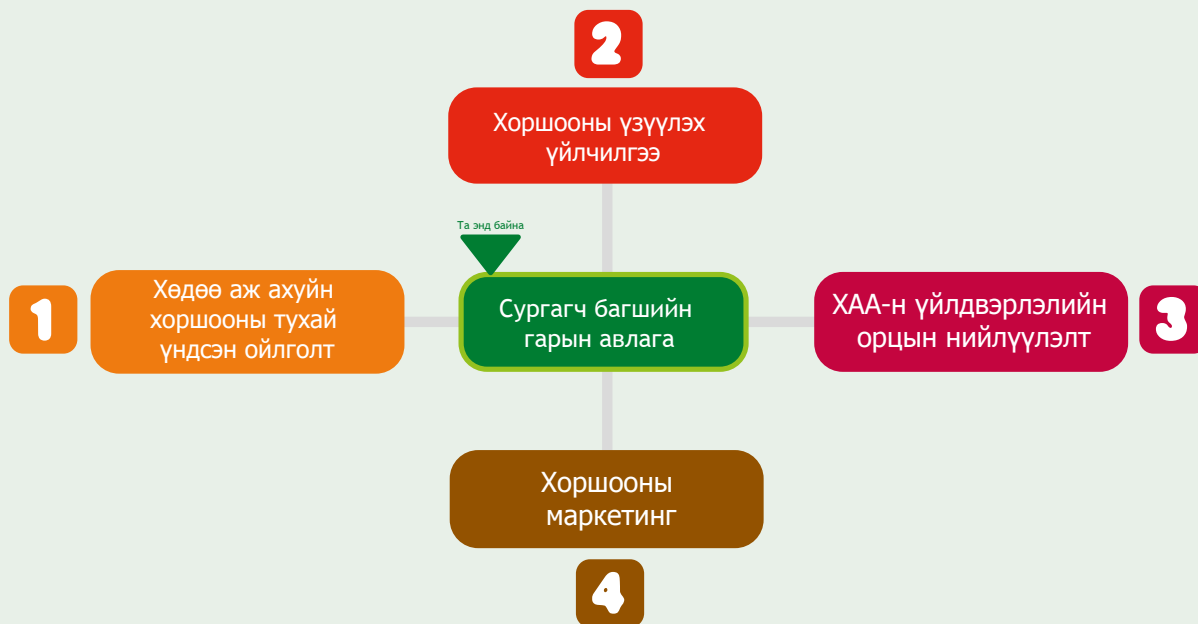 2
Хоршооны үзүүлэх
үйлчилгээ
Та энд байна
1
Хөдөө аж ахуйн
хоршооны тухай
үндсэн ойлголт
Сургагч багшийн
гарын авлага
ХАА-н үйлдвэрлэлийн
орцын нийлүүлэлт
3
Хоршооны
маркетинг
4